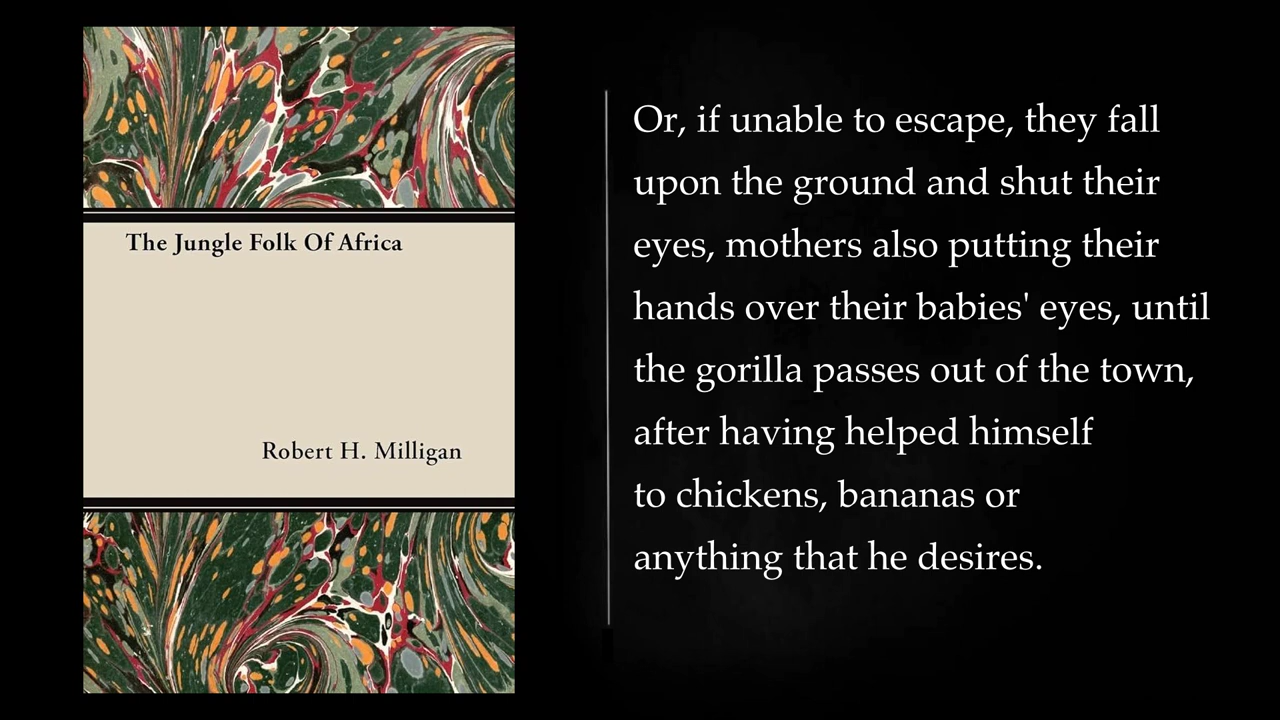 The Jungle Folk Of Africa
Robert H. Milligan
Or, if unable to escape, they fall
upon the ground and shut their
eyes, mothers also putting their
hands over their babies' eyes, until
the gorilla passes out of the town,
after having helped himself
to chickens, bananas or
anything that he desires.